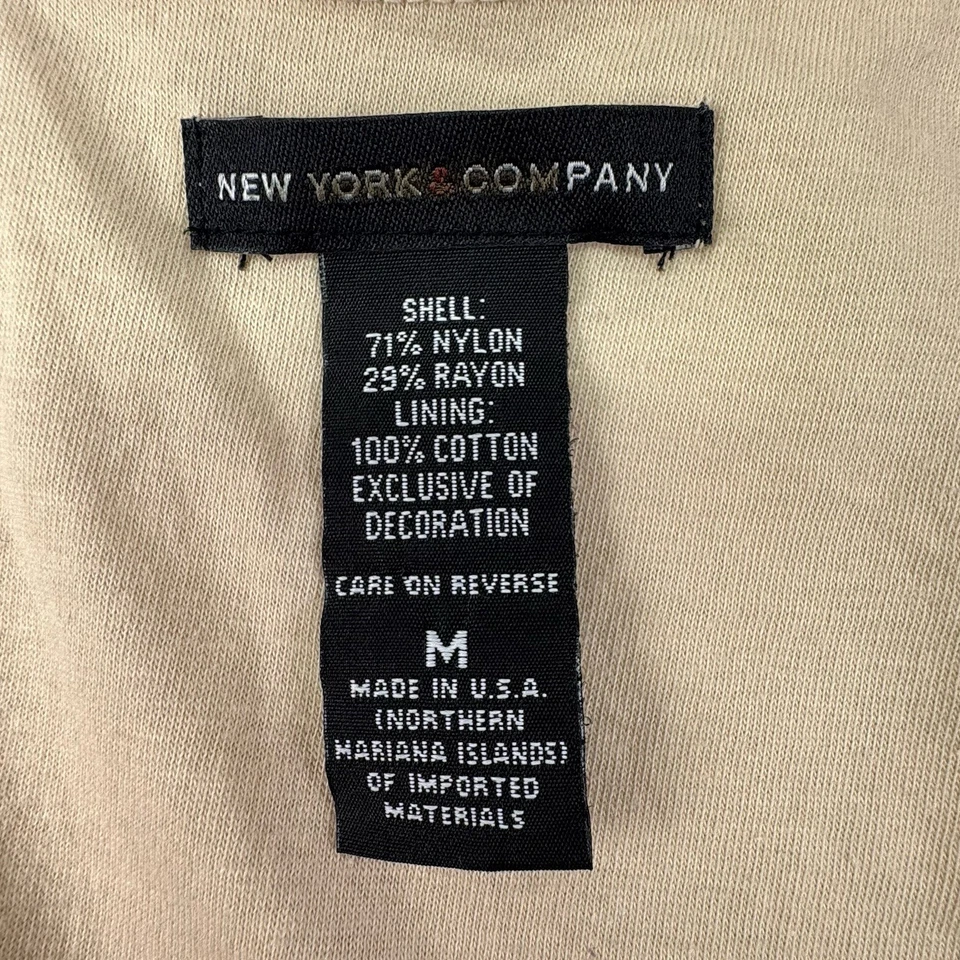 NEW YORK & COMPANY
SHELL:
71% NYLON
29% RAYON
LINING:
100% COTTON
EXCLUSIVE OF
DECORATION
CARE ON REVERSE
M
MADE IN U.S.A.
(NORTHERN
MARIANA ISLANDS)
OF IMPORTED
MATERIALS